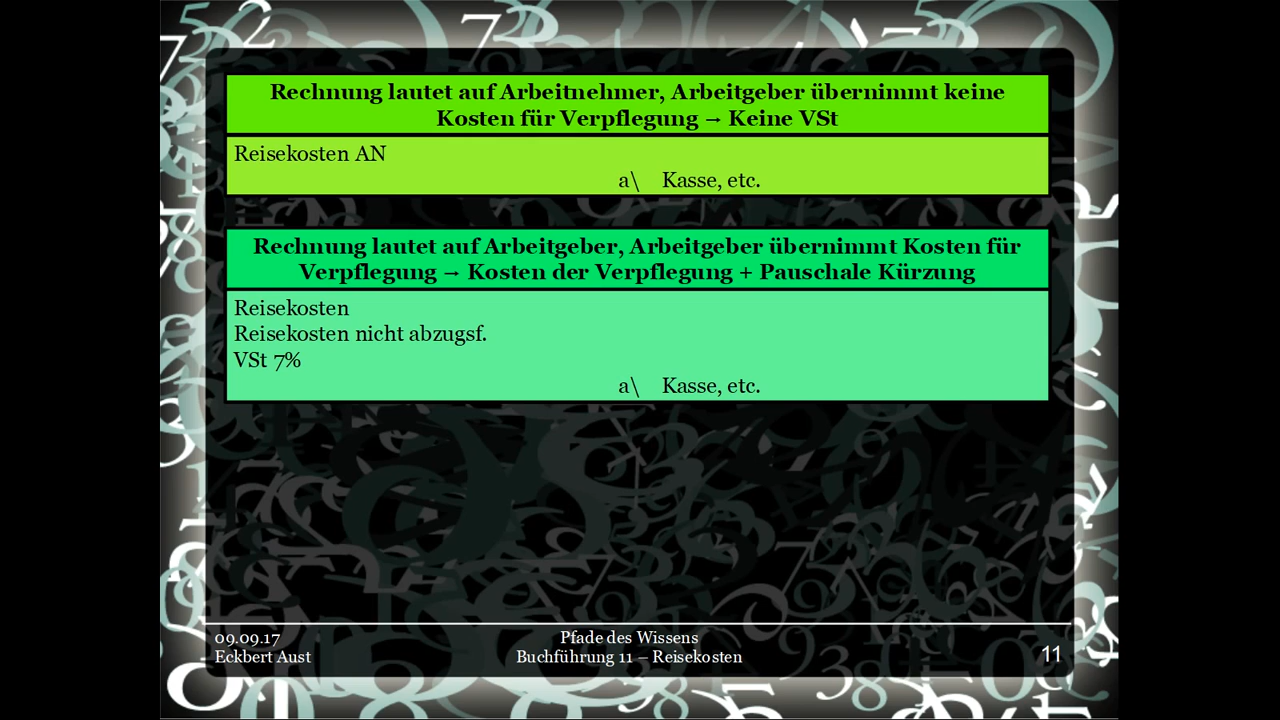 Rechnung lautet auf Arbeitnehmer, Arbeitgeber übernimmt keine
Kosten für Verpflegung → Keine VSt
Reisekosten AN
a\ Kasse, etc.
Rechnung lautet auf Arbeitgeber, Arbeitgeber übernimmt Kosten für
Verpflegung → Kosten der Verpflegung + Pauschale Kürzung
Reisekosten
Reisekosten nicht abzugsf.
VSt 7%
a\ Kasse, etc.
09.09.17
Eckbert Aust
Pfade des Wissens
Buchführung 11 – Reisekosten
11